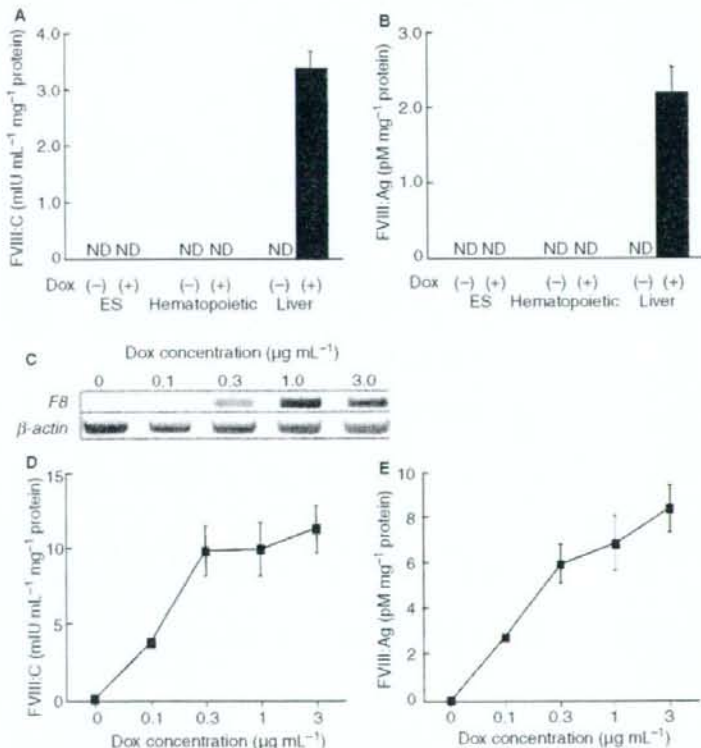 A
FVIII:C (mIU mL⁻¹ mg⁻¹ protein)
4.0
3.0
2.0
1.0
0
ND ND ND ND ND
Dox (–) (+) (–) (+) (–) (+)
ES Hematopoietic Liver
B
FVIII:Ag (pM mg⁻¹ protein)
3.0
2.0
1.0
0
ND ND ND ND ND
Dox (–) (+) (–) (+) (–) (+)
ES Hematopoietic Liver
C
Dox concentration (µg mL⁻¹)
0 0.1 0.3 1.0 3.0
F8
β-actin
D
FVIII:C (mIU mL⁻¹ mg⁻¹ protein)
15
10
5
0
0 0.1 0.3 1 3
Dox concentration (µg mL⁻¹)
E
FVIII:Ag (pM mg⁻¹ protein)
10
8
6
4
2
0
0 0.1 0.3 1 3
Dox concentration (µg mL⁻¹)